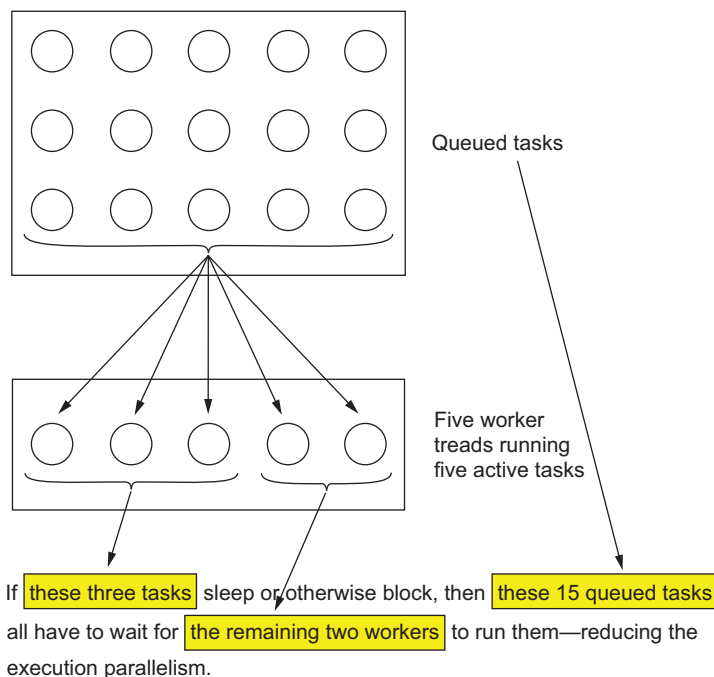 Queued tasks
Five worker
treads running
five active tasks
If these three tasks sleep or otherwise block, then these 15 queued tasks
all have to wait for the remaining two workers to run them—reducing the
execution parallelism.